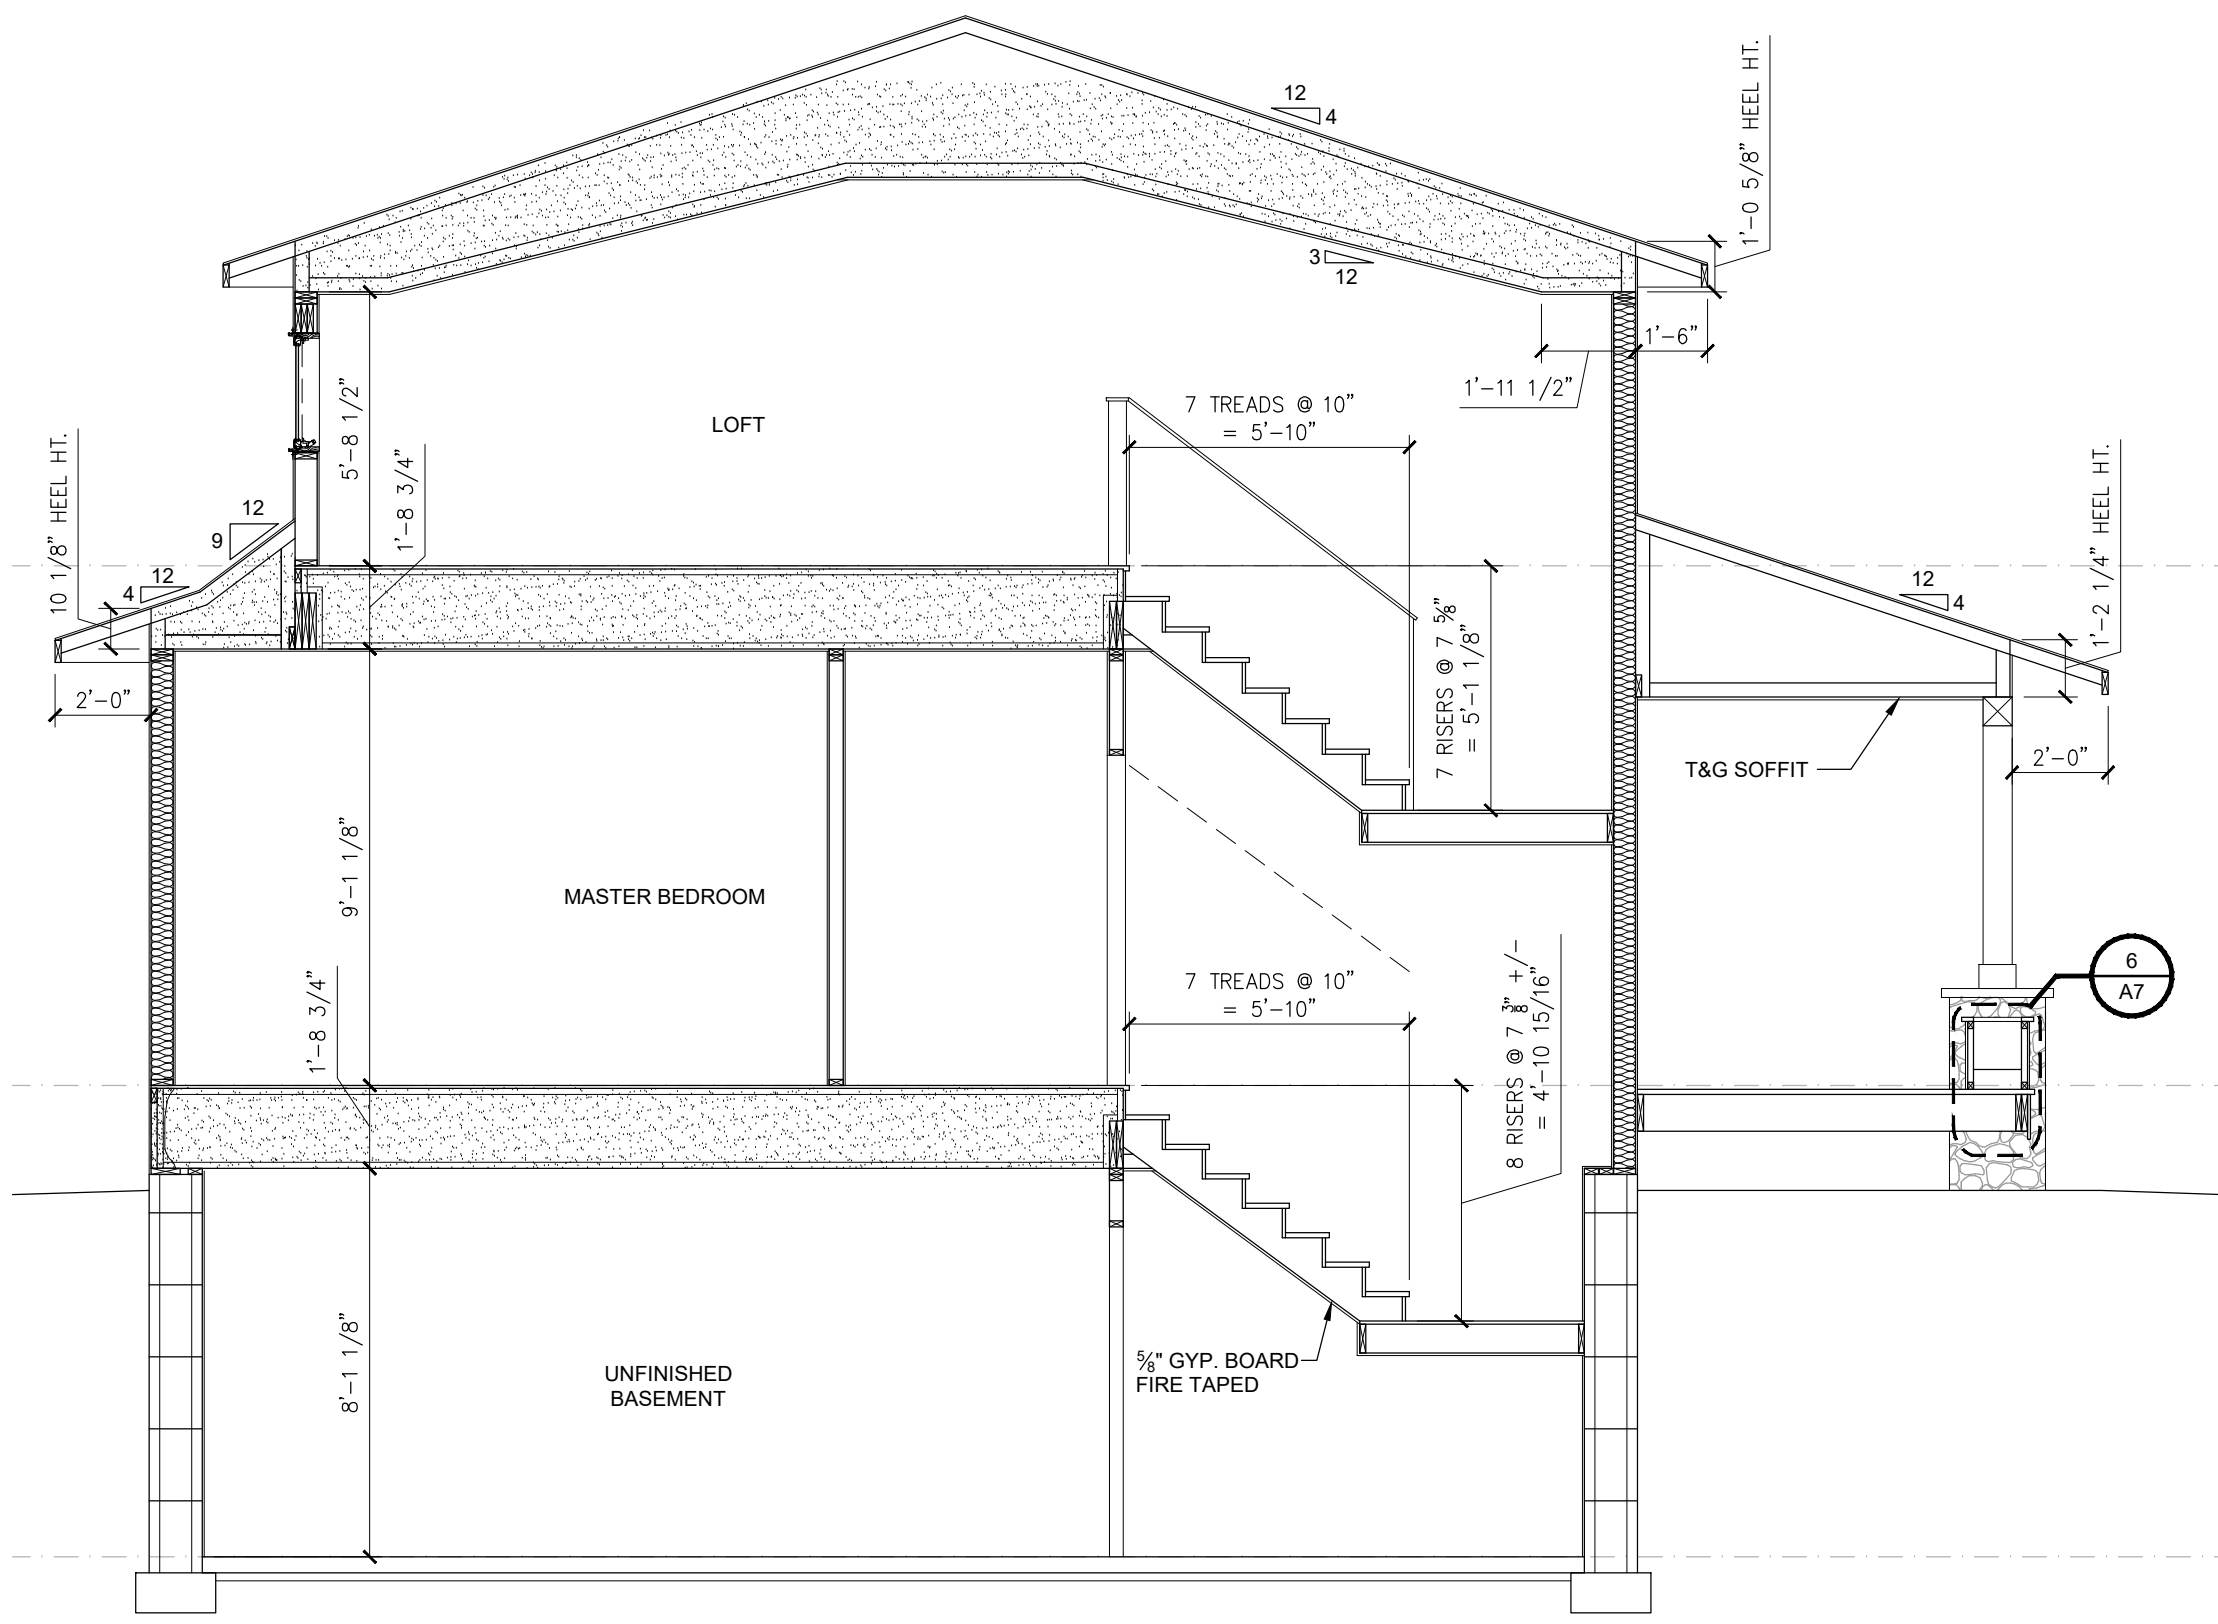 12
4
1'-0 5/8" HEEL HT.
3
12
1'-6"
1'-11 1/2"
7 TREADS @ 10"
= 5'-10"
LOFT
5'-8 1/2"
1'-8 3/4"
10 1/8" HEEL HT.
12
9
12
4
2'-0"
12
4
1'-2 1/4" HEEL HT.
7 RISERS @ 7 5/8"
= 5'-1 1/8"
T&G SOFFIT
2'-0"
9'-1 1/8"
MASTER BEDROOM
6
A7
1'-8 3/4"
7 TREADS @ 10"
= 5'-10"
8 RISERS @ 7 3/8" +/-
= 4'-10 15/16"
8'-1 1/8"
UNFINISHED
BASEMENT
5/8" GYP. BOARD
FIRE TAPED